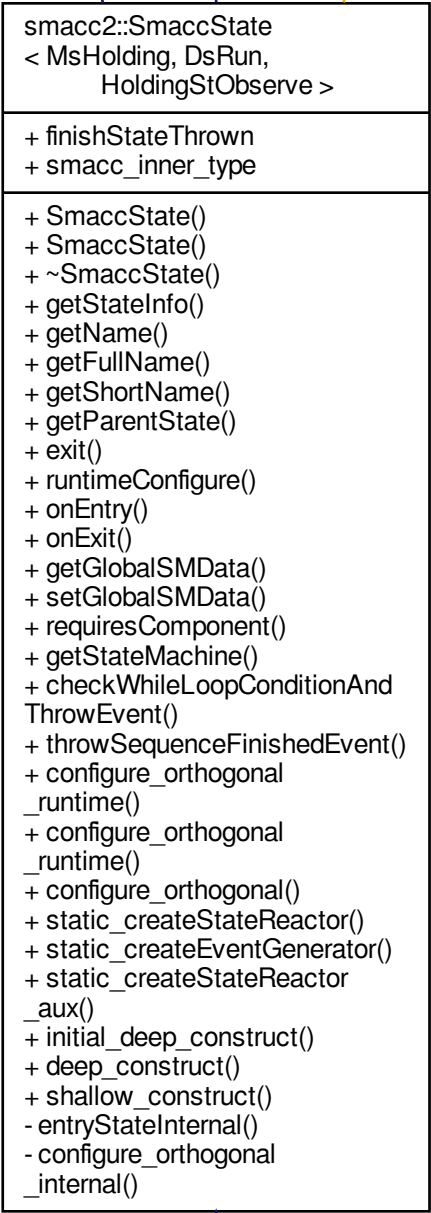 smacc2::SmaccState
< MsHolding, DsRun,
HoldingStObserve >
+ finishStateThrown
+ smacc_inner_type
+ SmaccState()
+ SmaccState()
+ ~SmaccState()
+ getStateInfo()
+ getName()
+ getFullName()
+ getShortName()
+ getParentState()
+ exit()
+ runtimeConfigure()
+ onEntry()
+ onExit()
+ getGlobalSMData()
+ setGlobalSMData()
+ requiresComponent()
+ getStateMachine()
+ checkWhileLoopConditionAnd
ThrowEvent()
+ throwSequenceFinishedEvent()
+ configure_orthogonal
_runtime()
+ configure_orthogonal
_runtime()
+ configure_orthogonal()
+ static_createStateReactor()
+ static_createEventGenerator()
+ static_createStateReactor
_aux()
+ initial_deep_construct()
+ deep_construct()
+ shallow_construct()
- entryStateInternal()
- configure_orthogonal
_internal()